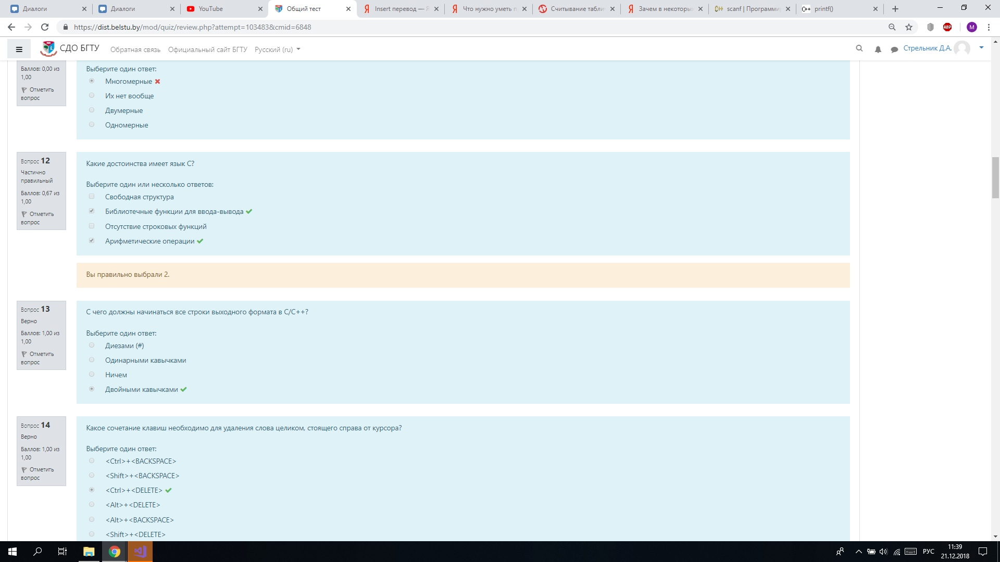 Диалоги
Диалоги
YouTube
Общий тест
Insert перевод — Я
Что нужно уметь п
Считывание табли
Зачем в некоторых
scanf | Программи
C++ printf()
https://dist.belstu.by/mod/quiz/review.php?attempt=103483&cmid=6848
ABP
M
СДО БГТУ
Обратная связь
Официальный сайт БГТУ
Русский (ru)
Стрельник Д.А.
Баллов: 0,00 из
1,00
Отметить
вопрос
Выберите один ответ:
Многомерные
Их нет вообще
Двумерные
Одномерные
Вопрос 12
Частично
правильный
Баллов: 0,67 из
1,00
Отметить
вопрос
Какие достоинства имеет язык С?
Выберите один или несколько ответов:
Свободная структура
Библиотечные функции для ввода-вывода
Отсутствие строковых функций
Арифметические операции
Вы правильно выбрали 2.
Вопрос 13
Верно
Баллов: 1,00 из
1,00
Отметить
вопрос
С чего должны начинаться все строки выходного формата в С/С++?
Выберите один ответ:
Диезами (#)
Одинарными кавычками
Ничем
Двойными кавычками
Вопрос 14
Верно
Баллов: 1,00 из
1,00
Отметить
вопрос
Какое сочетание клавиш необходимо для удаления слова целиком, стоящего справа от курсора?
Выберите один ответ:
<Ctrl>+<BACKSPACE>
<Shift>+<BACKSPACE>
<Ctrl>+<DELETE>
<Alt>+<DELETE>
<Alt>+<BACKSPACE>
<Shift>+<DELETE>
РУС
11:39
21.12.2018